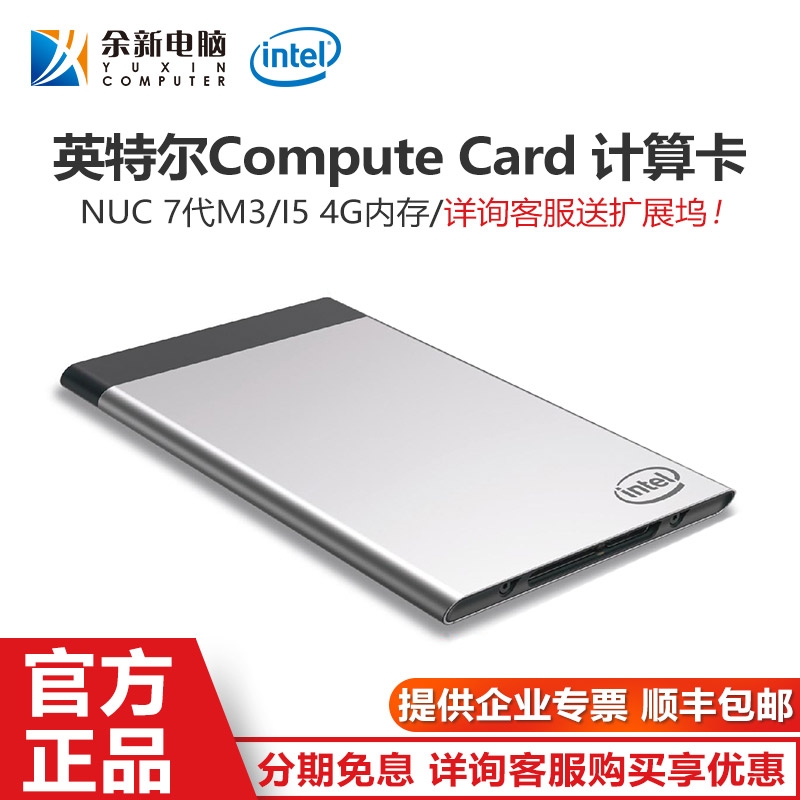 余新电脑
YUXIN
COMPUTER
intel
英特尔Compute Card 计算卡
NUC 7代M3/I5 4G内存/详询客服送扩展坞！
intel
官方
正品
提供企业专票 顺丰包邮
分期免息 详询客服购买享优惠